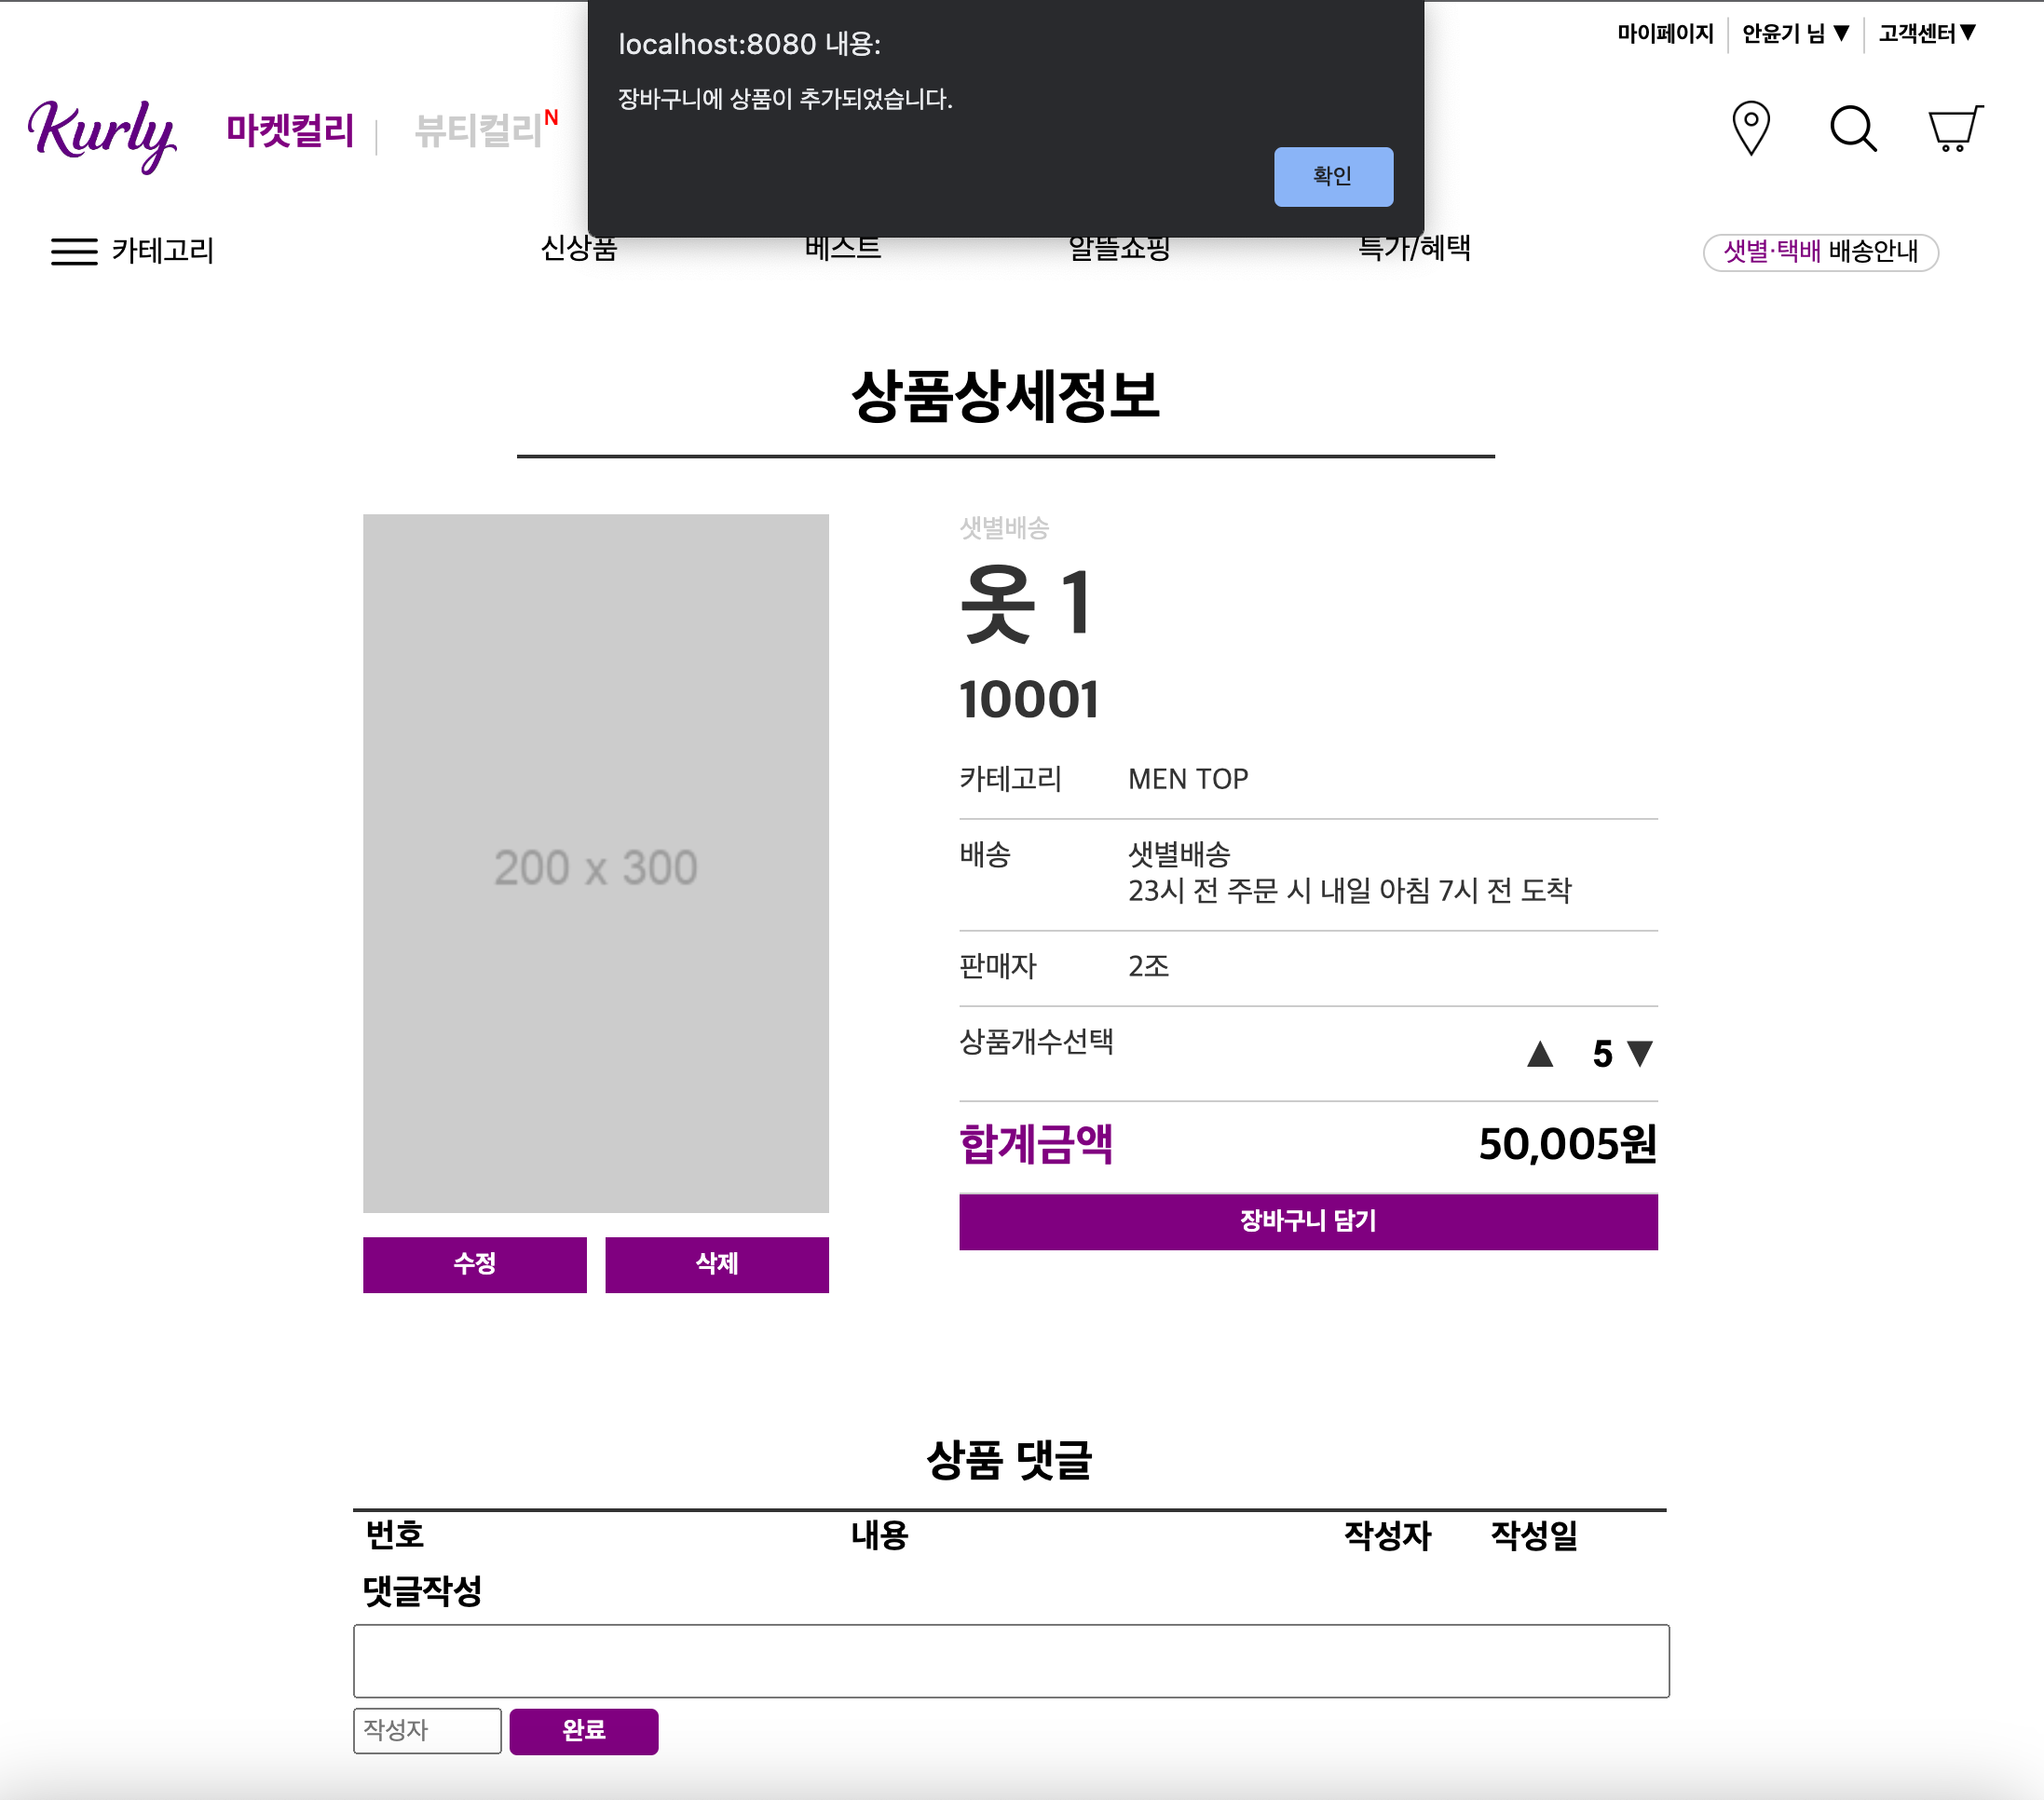 localhost:8080 내용:
장바구니에 상품이 추가되었습니다.
확인
마이페이지 안윤기 님 ▼ 고객센터▼
Kurly 마켓컬리 뷰티컬리N
카테고리 신상품 베스트 알뜰쇼핑 특가/혜택 샛별·택배 배송안내
상품상세정보
200 x 300
샛별배송
옷 1
10001
카테고리 MEN TOP
배송 샛별배송
23시 전 주문 시 내일 아침 7시 전 도착
판매자 2조
상품개수선택 ▲ 5 ▼
합계금액 50,005원
장바구니 담기
수정 삭제
상품 댓글
번호 내용 작성자 작성일
댓글작성
작성자 완료